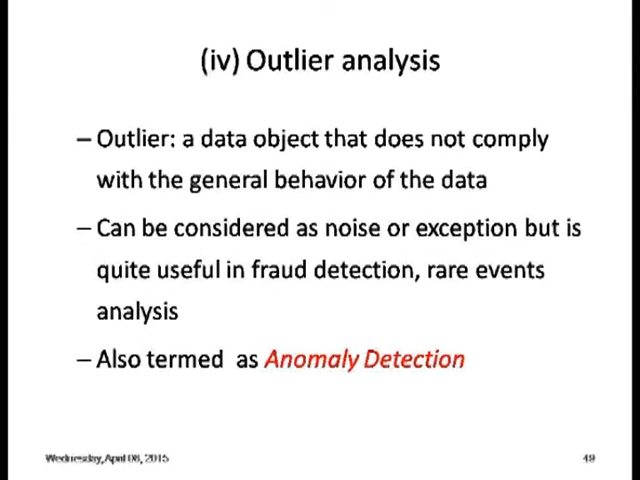 (iv) Outlier analysis
– Outlier: a data object that does not comply
with the general behavior of the data
– Can be considered as noise or exception but is
quite useful in fraud detection, rare events
analysis
– Also termed as Anomaly Detection
Wednesday, April 08, 2015
49